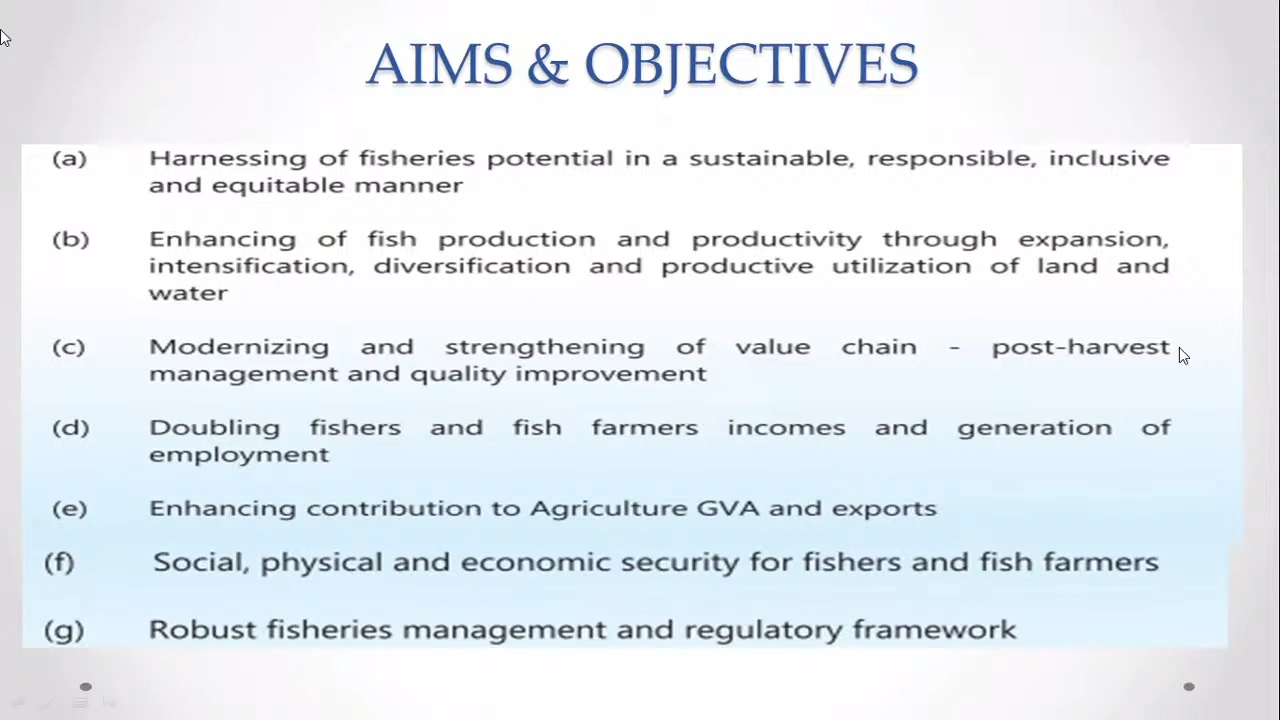 AIMS & OBJECTIVES
(a) Harnessing of fisheries potential in a sustainable, responsible, inclusive
and equitable manner
(b) Enhancing of fish production and productivity through expansion,
intensification, diversification and productive utilization of land and
water
(c) Modernizing and strengthening of value chain - post-harvest
management and quality improvement
(d) Doubling fishers and fish farmers incomes and generation of
employment
(e) Enhancing contribution to Agriculture GVA and exports
(f) Social, physical and economic security for fishers and fish farmers
(g) Robust fisheries management and regulatory framework